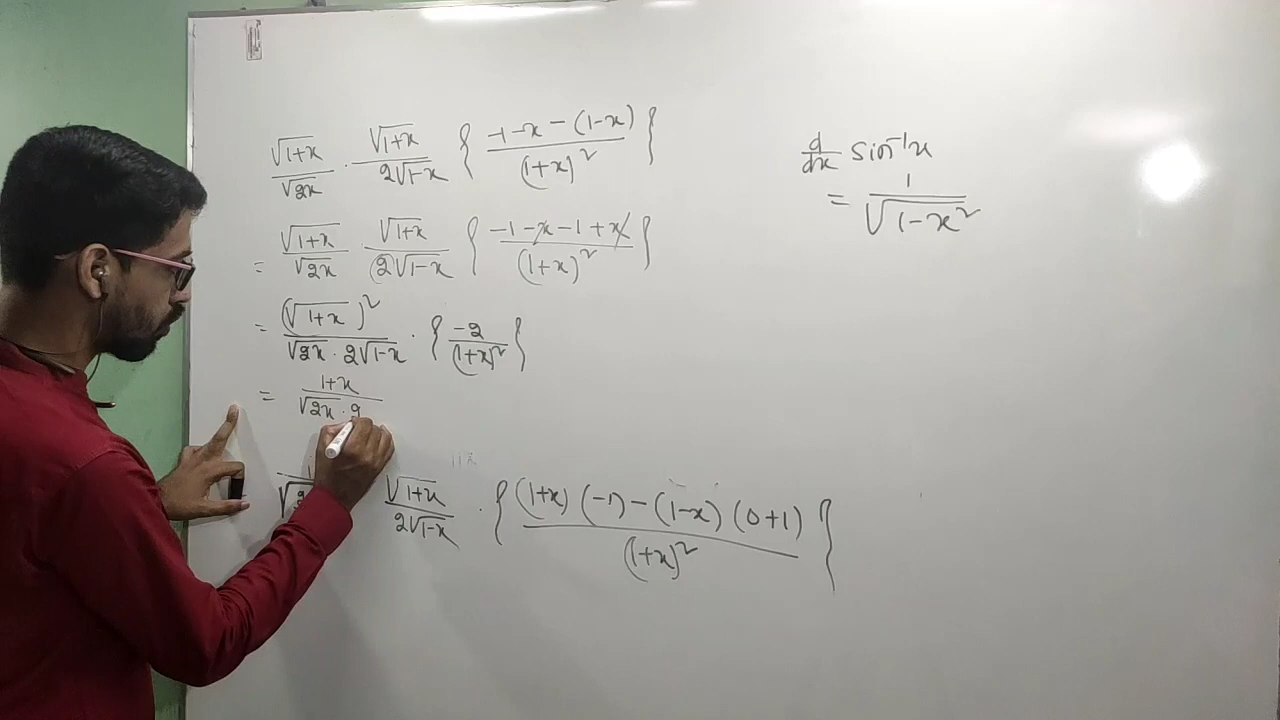 √1+x / √2x · √1+x / 2√1-x { -1-x-(1-x) / (1+x)² }
= √1+x / √2x · √1+x / 2√1-x { -1-x-1+x / (1+x)² }
= (√1+x)² / √2x · 2√1-x · { -2 / (1+x)² }
= 1+x / √2x · 2
√1+x / 2√1-x · { (1+x)(-1)-(1-x)(0+1) / (1+x)² }
d/dx sin⁻¹x
= 1 / √1-x²